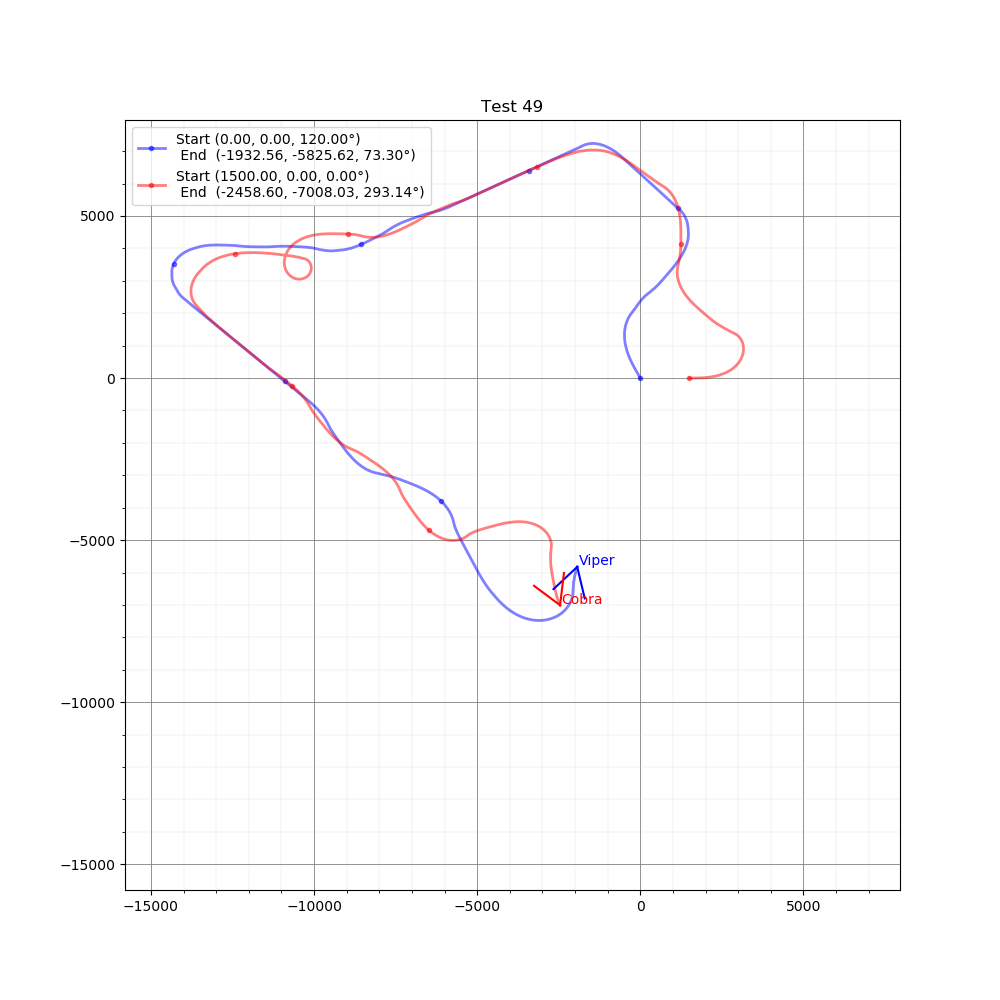 Test 49
Start (0.00, 0.00, 120.00°)
End  (-1932.56, -5825.62, 73.30°)
Start (1500.00, 0.00, 0.00°)
End  (-2458.60, -7008.03, 293.14°)
5000
0
−5000
−10000
−15000
Viper
Cobra
−15000
−10000
−5000
0
5000